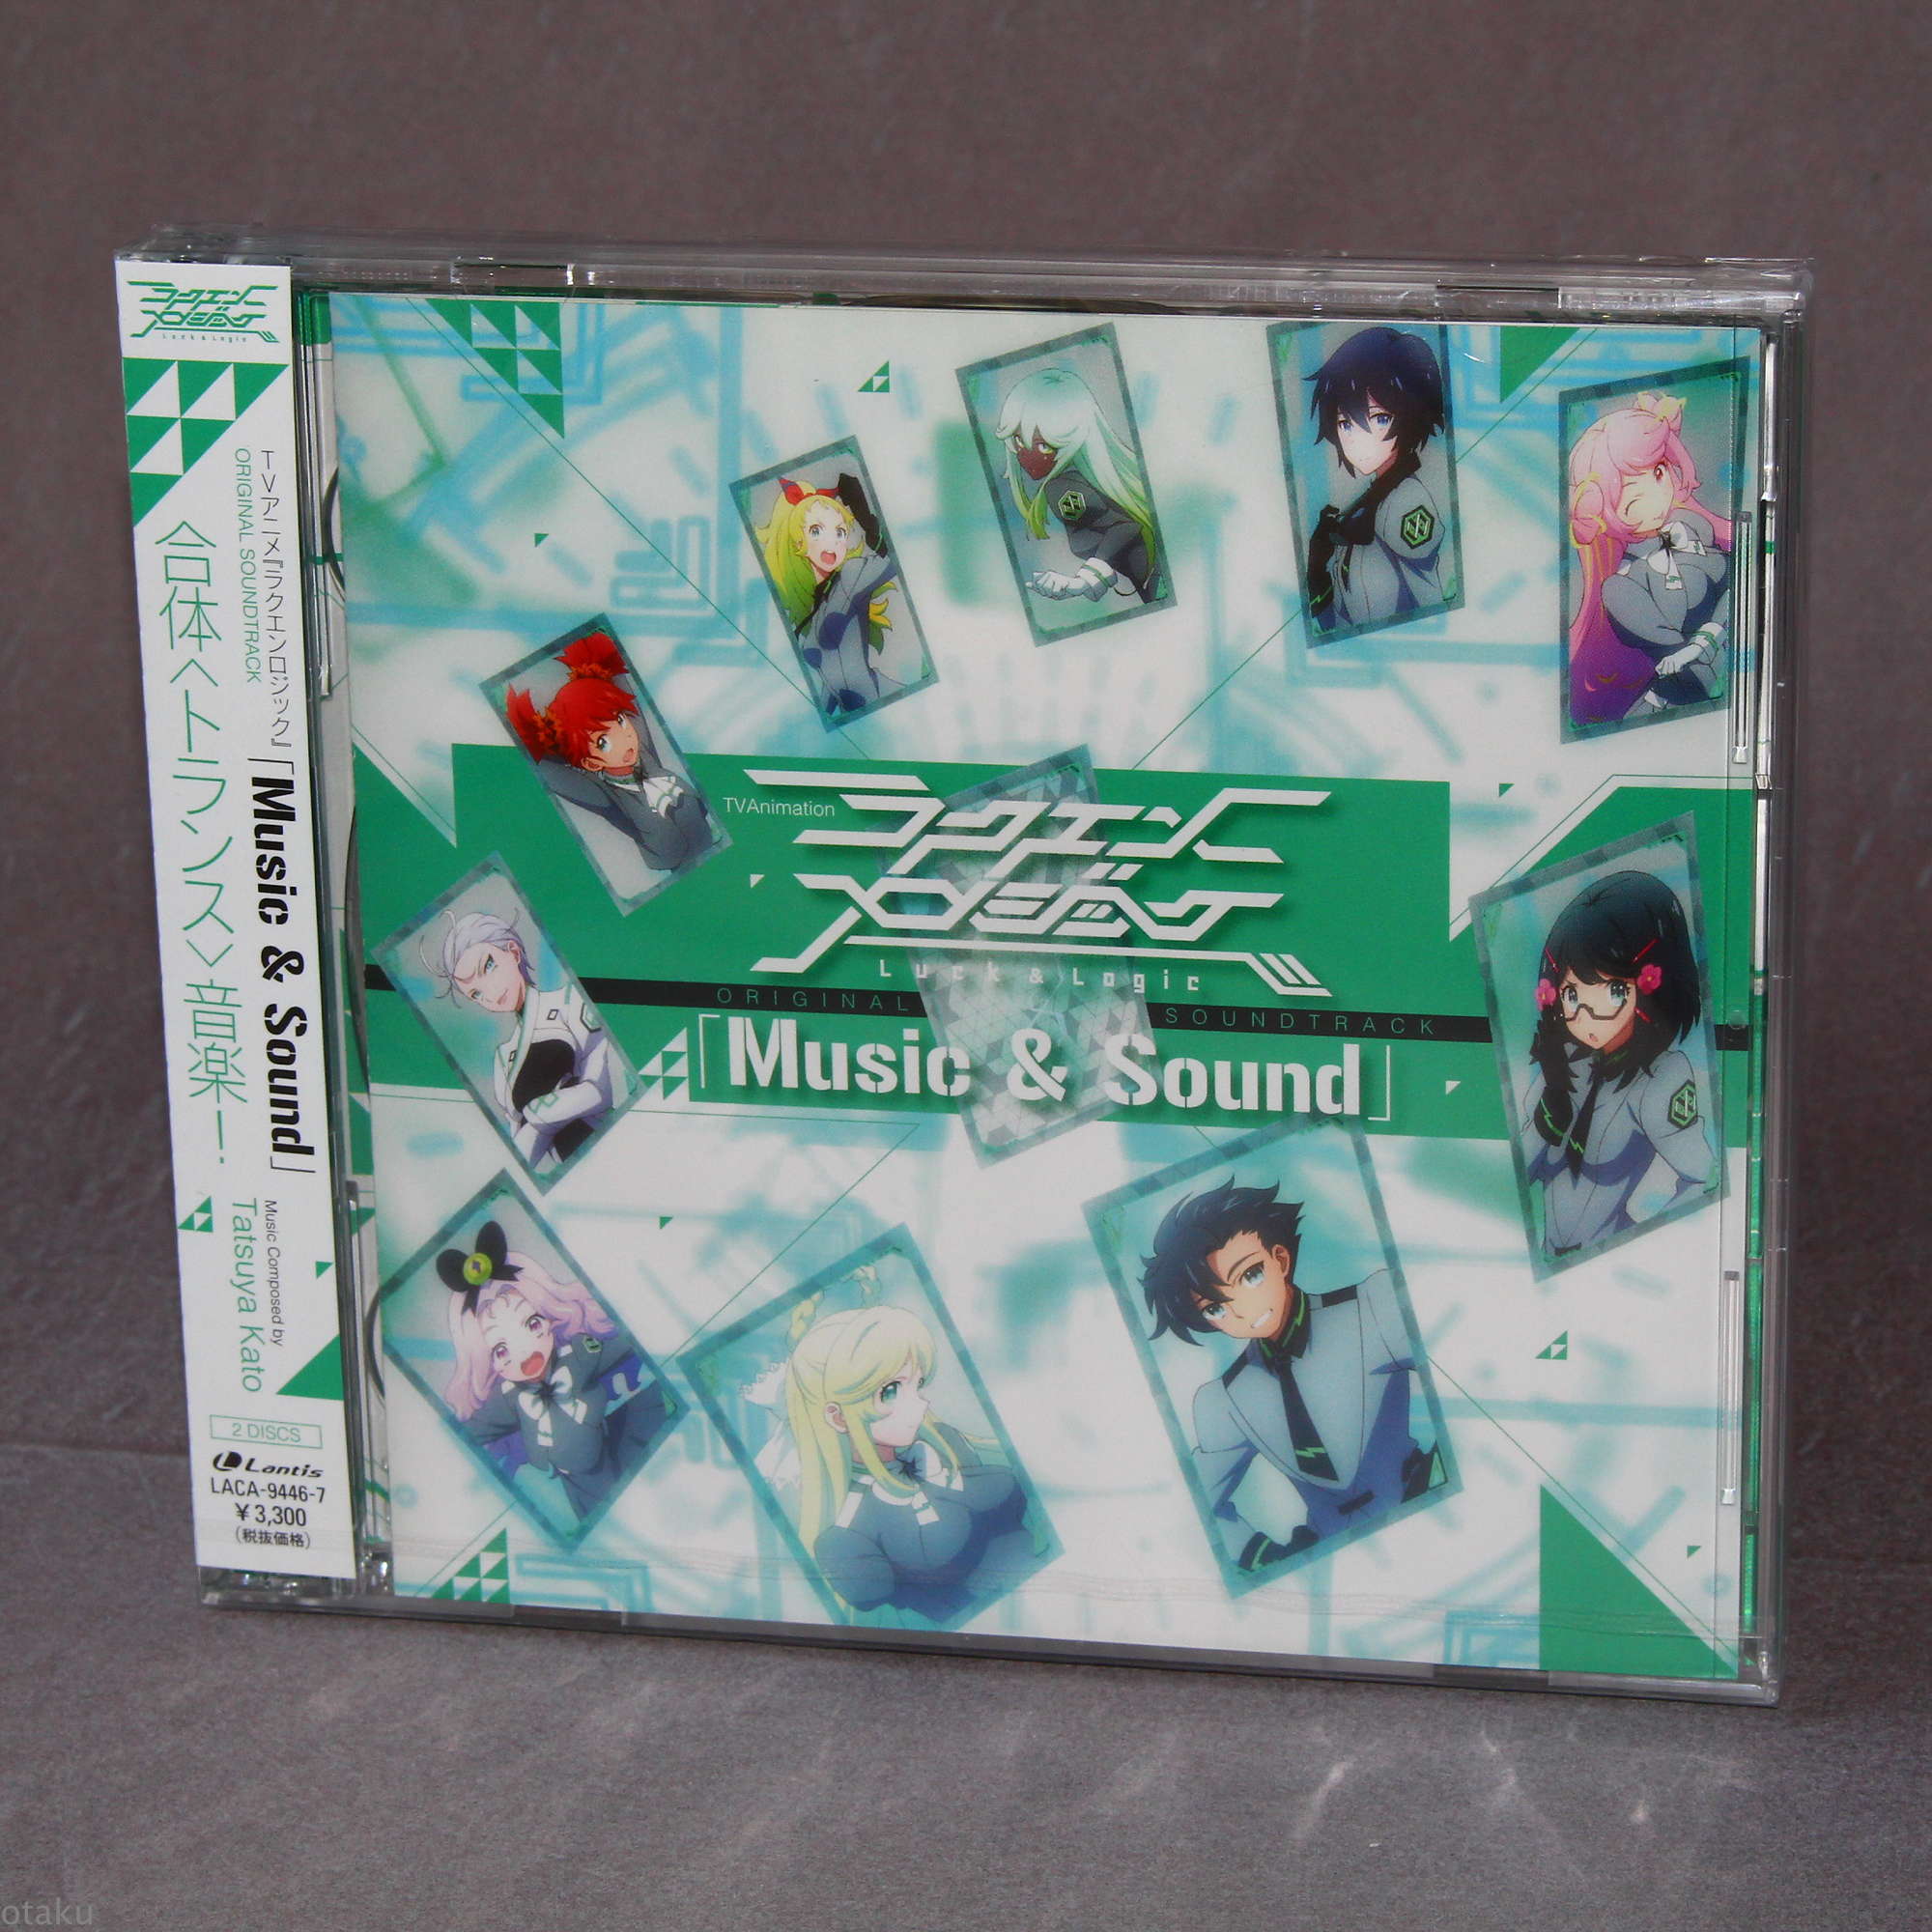 ラクエンロジック
Luck & Logic
TVアニメ『ラクエンロジック』
ORIGINAL SOUNDTRACK
「Music & Sound」
合体<トランス>音楽!
Music Composed by
Tatsuya Kato
2 DISCS
Lantis
LACA-9446-7
¥3,300
(税抜価格)
TVAnimation
ラクエン
ロジック
Luck & Logic
ORIGINAL SOUNDTRACK
「Music & Sound」
otaku